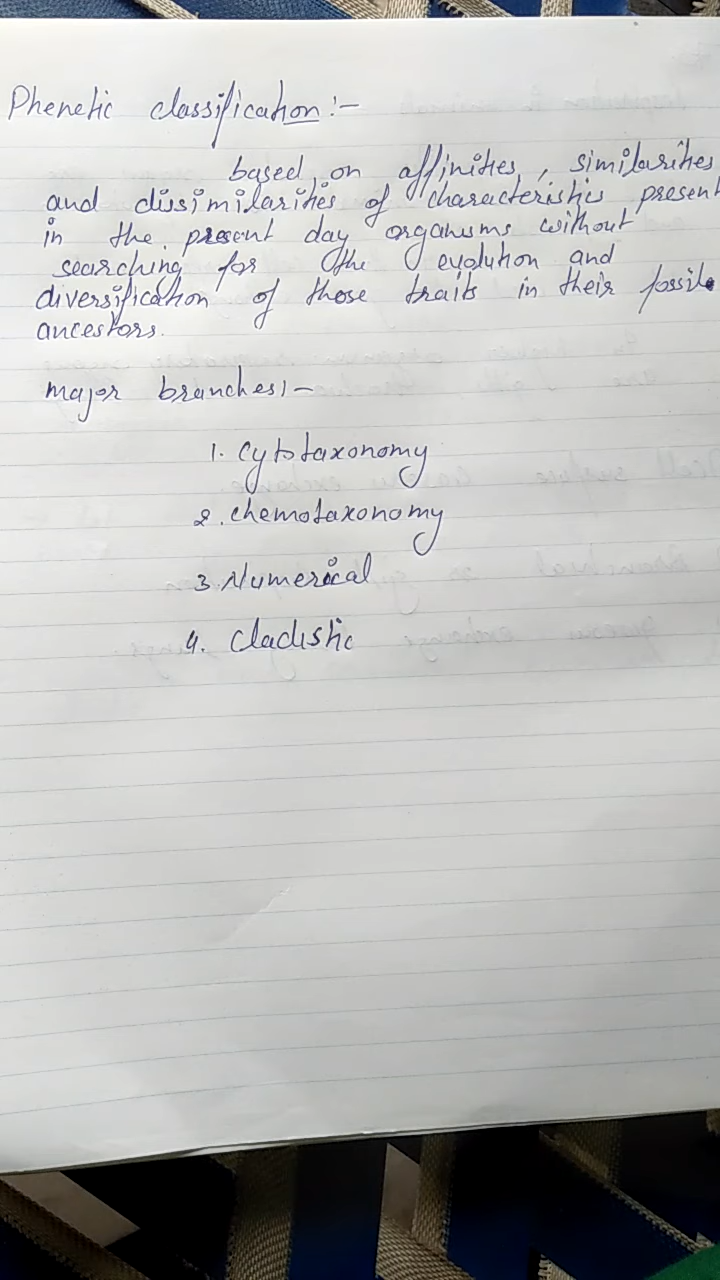 Phenetic classification :-
based on affinities, similarities
and dissimilarities of characteristics present
in the present day organisms without
searching for the evolution and
diversification of those traits in their fossile
ancestors.
major branches :-
1. Cytotaxonomy
2. Chemotaxonomy
3. Numerical
4. Cladistic